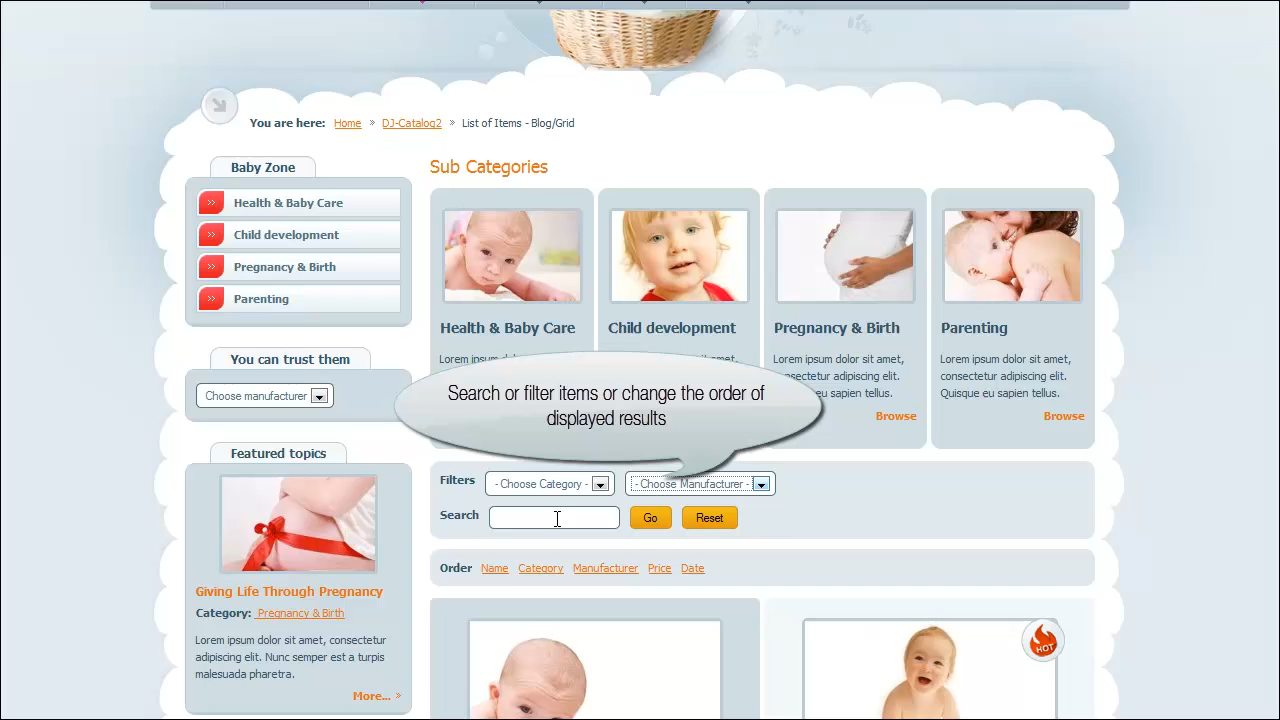 You are here: Home » DJ-Catalog2 » List of Items - Blog/Grid
Baby Zone
» Health & Baby Care
» Child development
» Pregnancy & Birth
» Parenting
You can trust them
Choose manufacturer
Featured topics
Giving Life Through Pregnancy
Category: Pregnancy & Birth
Lorem ipsum dolor sit amet, consectetur
adipiscing elit. Nunc semper est a turpis
malesuada pharetra.
More... »
Sub Categories
Health & Baby Care
Child development
Pregnancy & Birth
Lorem ipsum dolor sit amet,
consectetur adipiscing elit.
Quisque eu sapien tellus.
Browse
Parenting
Lorem ipsum dolor sit amet,
consectetur adipiscing elit.
Quisque eu sapien tellus.
Browse
Search or filter items or change the order of
displayed results
Filters - Choose Category - - Choose Manufacturer -
Search Go Reset
Order Name Category Manufacturer Price Date
HOT